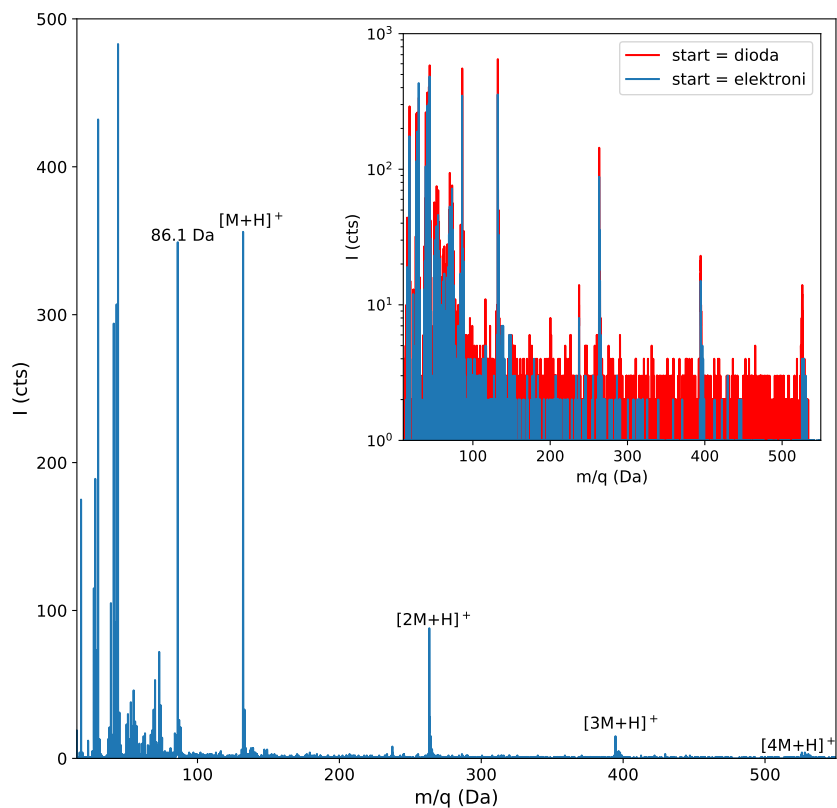 500
400
300
200
100
0
I (cts)
100
200
300
400
500
m/q (Da)
86.1 Da
[M+H]⁺
[2M+H]⁺
[3M+H]⁺
[4M+H]⁺
10³
10²
10¹
10⁰
I (cts)
100
200
300
400
500
m/q (Da)
start = dioda
start = elektroni